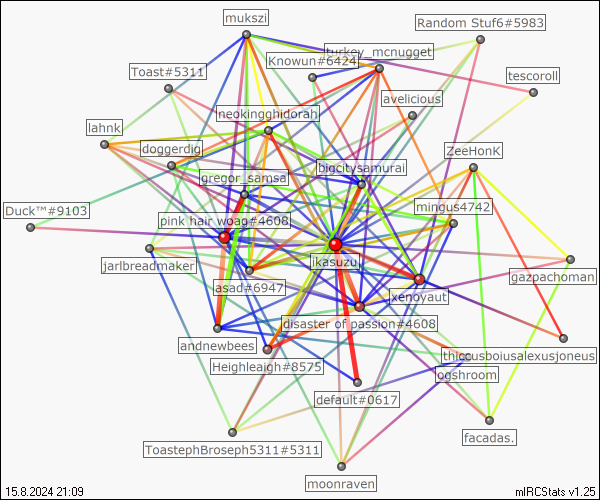 mukszi
Random Stuf6#5983
turkey_mcnugget
Knowun#6424
Toast#5311
tescoroll
avelicious
neokingghidorah
lahnk
doggerdig
ZeeHonK
bigcitysamurai
gregor_samsa
Duck™#9103
pink hair woag#4608
mingus4742
ikasuzu
jarlbreadmaker
gazpachoman
asad#6947
xenoyaut
disaster of passion#4608
andnewbees
thiccusboiusalexusjoneus
Heighleaigh#8575
ogshroom
default#0617
facadas.
ToastephBroseph5311#5311
moonraven
15.8.2024 21:09
mIRCStats v1.25